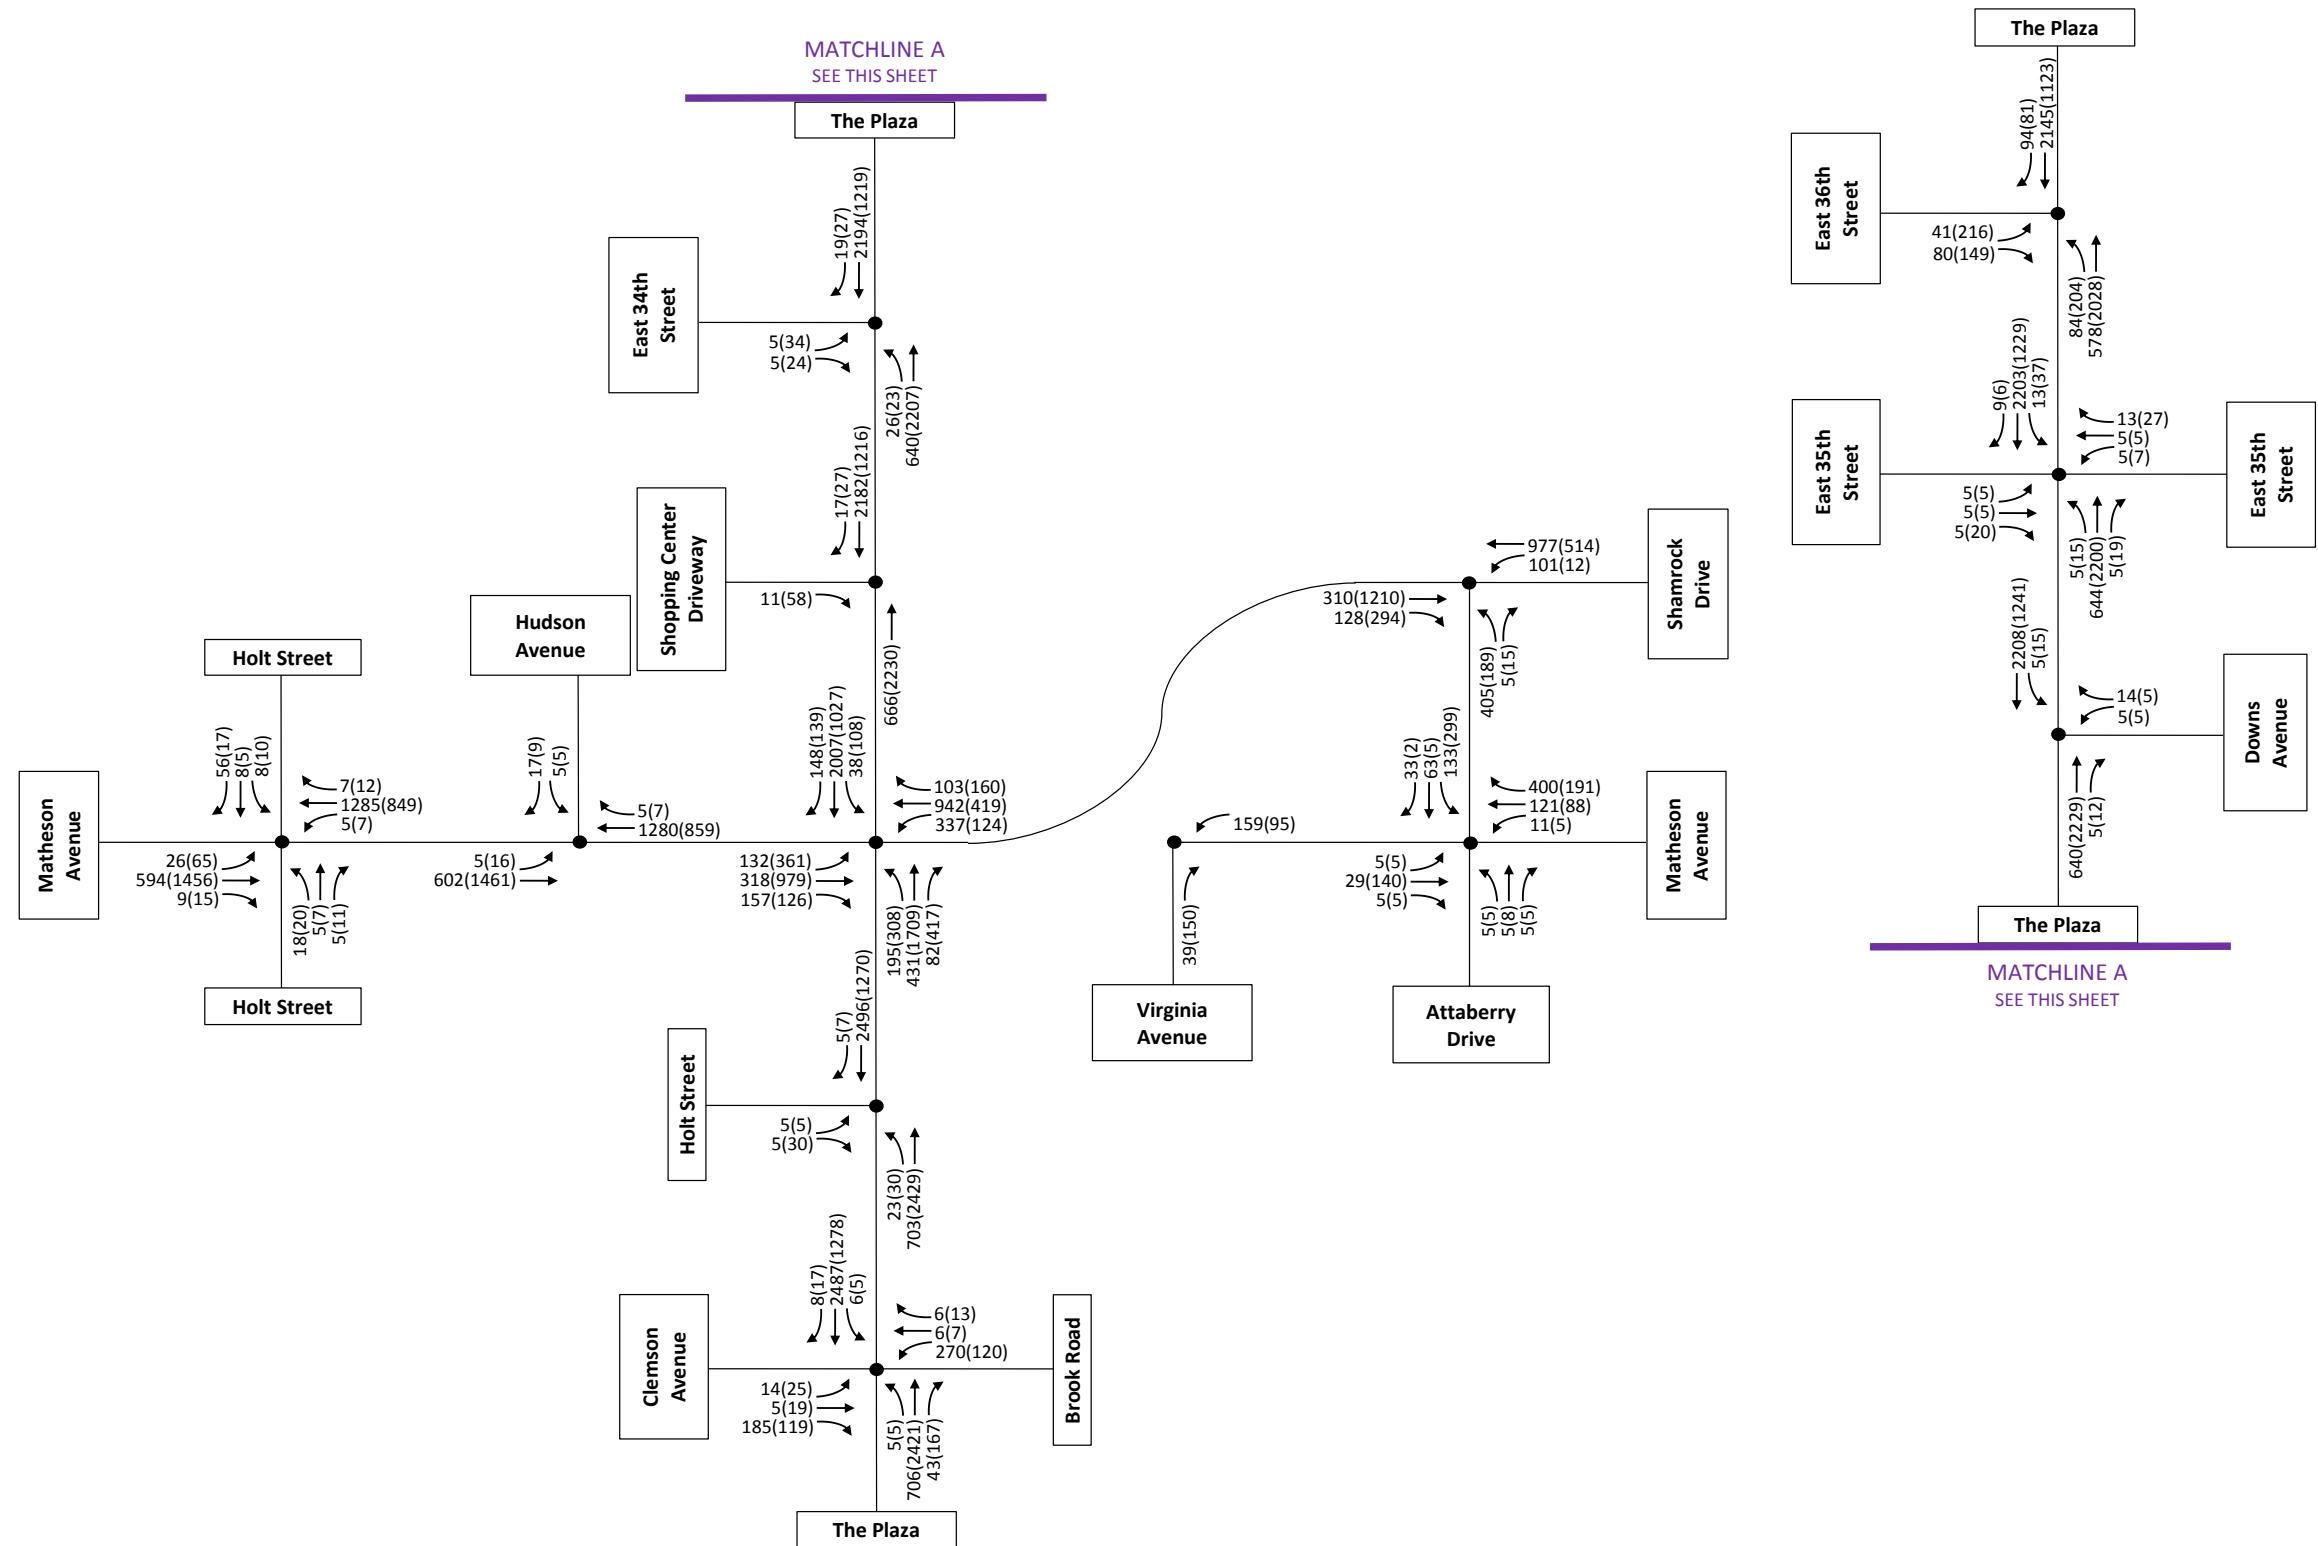 MATCHLINE A
SEE THIS SHEET
The Plaza
19(27)
2194(1219)
East 34th
Street
5(34)
5(24)
26(23)
640(2207)
17(27)
2182(1216)
Shopping Center
Driveway
11(58)
666(2230)
Hudson
Avenue
17(9)
5(5)
5(7)
1280(859)
5(16)
602(1461)
Holt Street
56(17)
8(5)
8(10)
7(12)
1285(849)
5(7)
Matheson
Avenue
26(65)
594(1456)
9(15)
18(20)
5(7)
5(11)
Holt Street
148(139)
2007(1027)
38(108)
103(160)
942(419)
337(124)
132(361)
318(979)
157(126)
195(308)
431(1709)
82(417)
5(7)
2496(1270)
Holt Street
5(5)
5(30)
23(30)
703(2429)
8(17)
2487(1278)
6(5)
6(13)
6(7)
270(120)
Clemson
Avenue
Brook Road
14(25)
5(19)
185(119)
5(5)
706(2421)
43(167)
The Plaza
977(514)
101(12)
Shamrock
Drive
310(1210)
128(294)
405(189)
5(15)
33(2)
63(5)
133(299)
400(191)
121(88)
11(5)
Matheson
Avenue
159(95)
39(150)
Virginia
Avenue
5(5)
29(140)
5(5)
5(5)
5(8)
5(5)
Attaberry
Drive
The Plaza
94(81)
2145(1123)
East 36th
Street
41(216)
80(149)
84(204)
578(2028)
9(6)
2203(1229)
13(37)
13(27)
5(5)
5(7)
East 35th
Street
East 35th
Street
5(5)
5(5)
5(20)
5(15)
644(2200)
5(19)
2208(1241)
5(15)
14(5)
5(5)
Downs
Avenue
640(2229)
5(12)
The Plaza
MATCHLINE A
SEE THIS SHEET